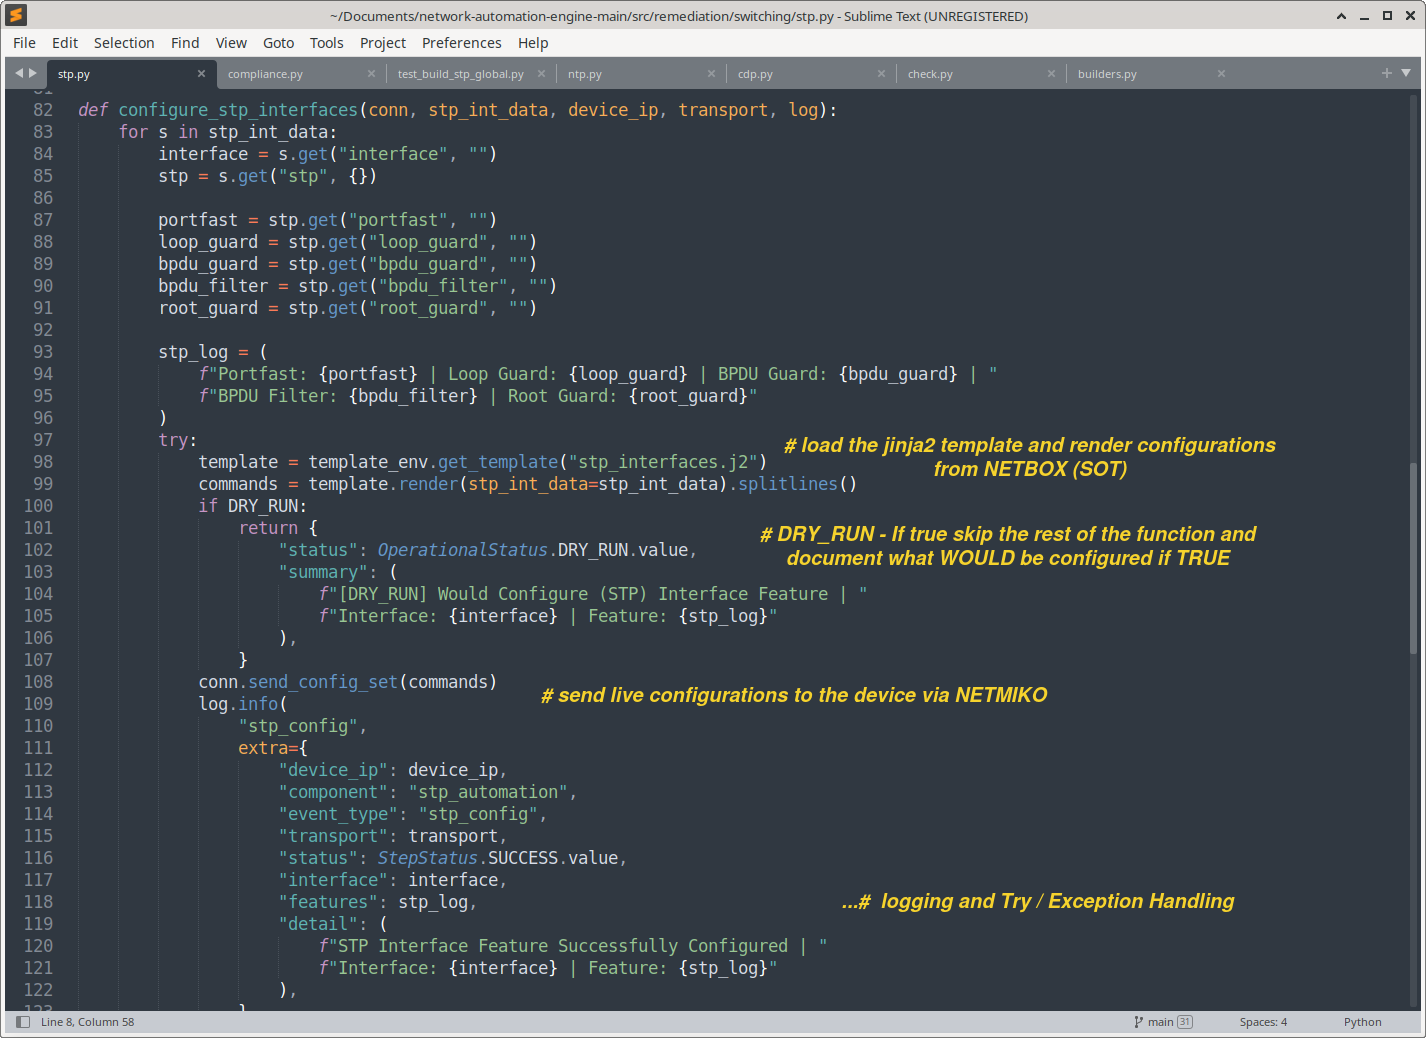 ~/Documents/network-automation-engine-main/src/remediation/switching/stp.py - Sublime Text (UNREGISTERED)
File Edit Selection Find View Goto Tools Project Preferences Help
stp.py compliance.py test_build_stp_global.py ntp.py cdp.py check.py builders.py
81
82 def configure_stp_interfaces(conn, stp_int_data, device_ip, transport, log):
83 for s in stp_int_data:
84 interface = s.get("interface", "")
85 stp = s.get("stp", {})
86
87 portfast = stp.get("portfast", "")
88 loop_guard = stp.get("loop_guard", "")
89 bpdu_guard = stp.get("bpdu_guard", "")
90 bpdu_filter = stp.get("bpdu_filter", "")
91 root_guard = stp.get("root_guard", "")
92
93 stp_log = (
94 f"Portfast: {portfast} | Loop Guard: {loop_guard} | BPDU Guard: {bpdu_guard} | "
95 f"BPDU Filter: {bpdu_filter} | Root Guard: {root_guard}"
96 )
97 try:
# load the jinja2 template and render configurations
from NETBOX (SOT)
98 template = template_env.get_template("stp_interfaces.j2")
99 commands = template.render(stp_int_data=stp_int_data).splitlines()
100 if DRY_RUN:
101 return {
# DRY_RUN - If true skip the rest of the function and
document what WOULD be configured if TRUE
102 "status": OperationalStatus.DRY_RUN.value,
103 "summary": (
104 f"[DRY_RUN] Would Configure (STP) Interface Feature | "
105 f"Interface: {interface} | Feature: {stp_log}"
106 ),
107 }
108 conn.send_config_set(commands)
# send live configurations to the device via NETMIKO
109 log.info(
110 "stp_config",
111 extra={
112 "device_ip": device_ip,
113 "component": "stp_automation",
114 "event_type": "stp_config",
115 "transport": transport,
116 "status": StepStatus.SUCCESS.value,
117 "interface": interface,
118 "features": stp_log,
...# logging and Try / Exception Handling
119 "detail": (
120 f"STP Interface Feature Successfully Configured | "
121 f"Interface: {interface} | Feature: {stp_log}"
122 ),
123 }
Line 8, Column 58 main 31 Spaces: 4 Python